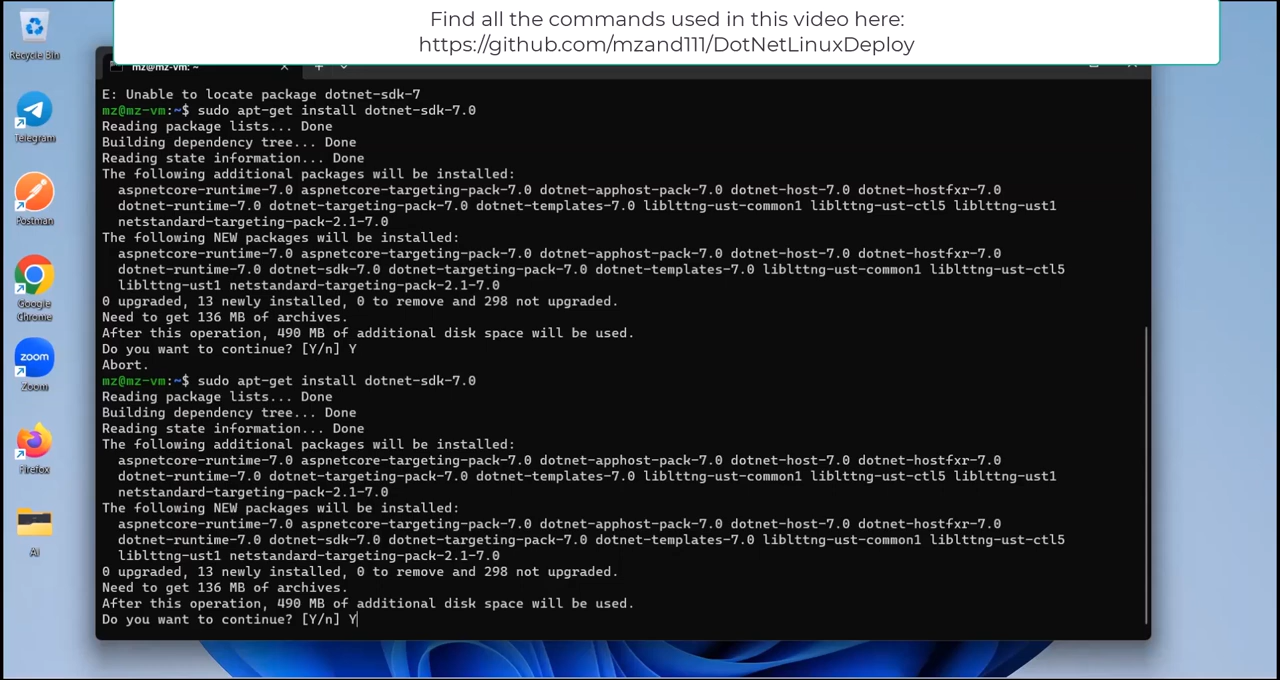 Find all the commands used in this video here:
https://github.com/mzand111/DotNetLinuxDeploy
Recycle Bin
Telegram
Postman
Google
Chrome
zoom
Zoom
Firefox
Ai
mz@mz-vm: ~
E: Unable to locate package dotnet-sdk-7
mz@mz-vm:~$ sudo apt-get install dotnet-sdk-7.0
Reading package lists... Done
Building dependency tree... Done
Reading state information... Done
The following additional packages will be installed:
aspnetcore-runtime-7.0 aspnetcore-targeting-pack-7.0 dotnet-apphost-pack-7.0 dotnet-host-7.0 dotnet-hostfxr-7.0
dotnet-runtime-7.0 dotnet-targeting-pack-7.0 dotnet-templates-7.0 liblttng-ust-common1 liblttng-ust-ctl5 liblttng-ust1
netstandard-targeting-pack-2.1-7.0
The following NEW packages will be installed:
aspnetcore-runtime-7.0 aspnetcore-targeting-pack-7.0 dotnet-apphost-pack-7.0 dotnet-host-7.0 dotnet-hostfxr-7.0
dotnet-runtime-7.0 dotnet-sdk-7.0 dotnet-targeting-pack-7.0 dotnet-templates-7.0 liblttng-ust-common1 liblttng-ust-ctl5
liblttng-ust1 netstandard-targeting-pack-2.1-7.0
0 upgraded, 13 newly installed, 0 to remove and 298 not upgraded.
Need to get 136 MB of archives.
After this operation, 490 MB of additional disk space will be used.
Do you want to continue? [Y/n] Y
Abort.
mz@mz-vm:~$ sudo apt-get install dotnet-sdk-7.0
Reading package lists... Done
Building dependency tree... Done
Reading state information... Done
The following additional packages will be installed:
aspnetcore-runtime-7.0 aspnetcore-targeting-pack-7.0 dotnet-apphost-pack-7.0 dotnet-host-7.0 dotnet-hostfxr-7.0
dotnet-runtime-7.0 dotnet-targeting-pack-7.0 dotnet-templates-7.0 liblttng-ust-common1 liblttng-ust-ctl5 liblttng-ust1
netstandard-targeting-pack-2.1-7.0
The following NEW packages will be installed:
aspnetcore-runtime-7.0 aspnetcore-targeting-pack-7.0 dotnet-apphost-pack-7.0 dotnet-host-7.0 dotnet-hostfxr-7.0
dotnet-runtime-7.0 dotnet-sdk-7.0 dotnet-targeting-pack-7.0 dotnet-templates-7.0 liblttng-ust-common1 liblttng-ust-ctl5
liblttng-ust1 netstandard-targeting-pack-2.1-7.0
0 upgraded, 13 newly installed, 0 to remove and 298 not upgraded.
Need to get 136 MB of archives.
After this operation, 490 MB of additional disk space will be used.
Do you want to continue? [Y/n] Y